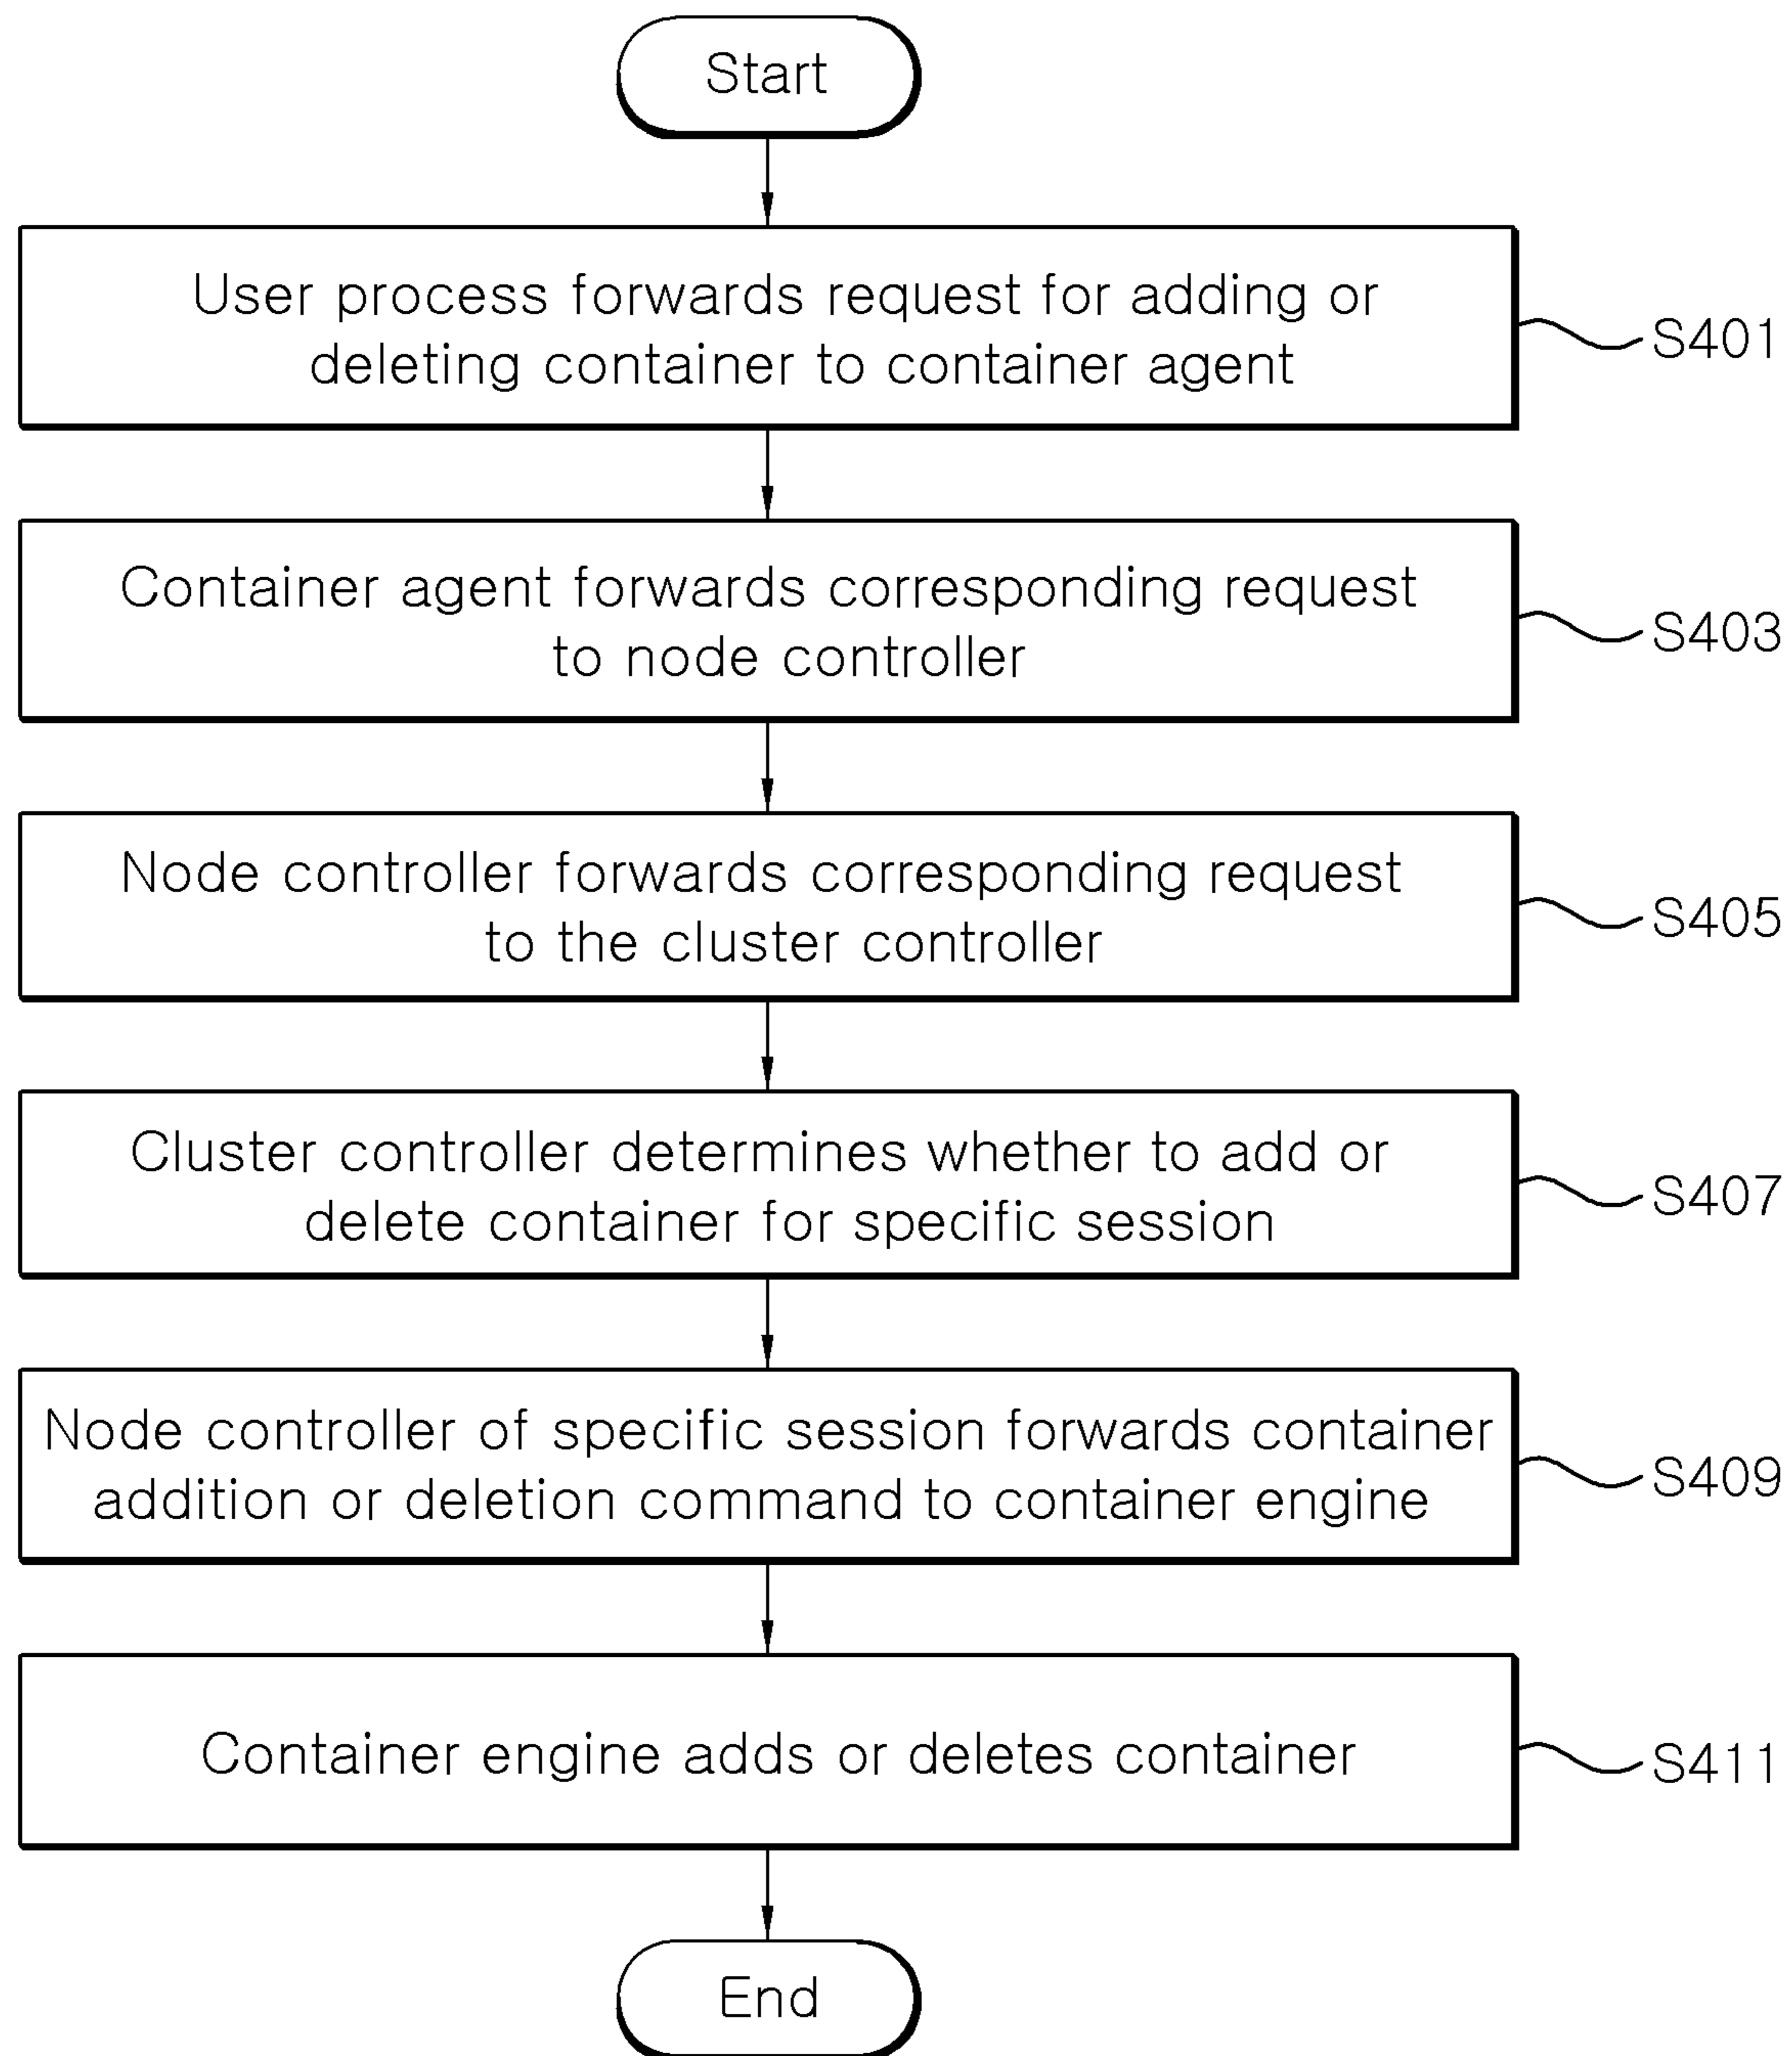 Start
User process forwards request for adding or
deleting container to container agent
S401
Container agent forwards corresponding request
to node controller
S403
Node controller forwards corresponding request
to the cluster controller
S405
Cluster controller determines whether to add or
delete container for specific session
S407
Node controller of specific session forwards container
addition or deletion command to container engine
S409
Container engine adds or deletes container
S411
End